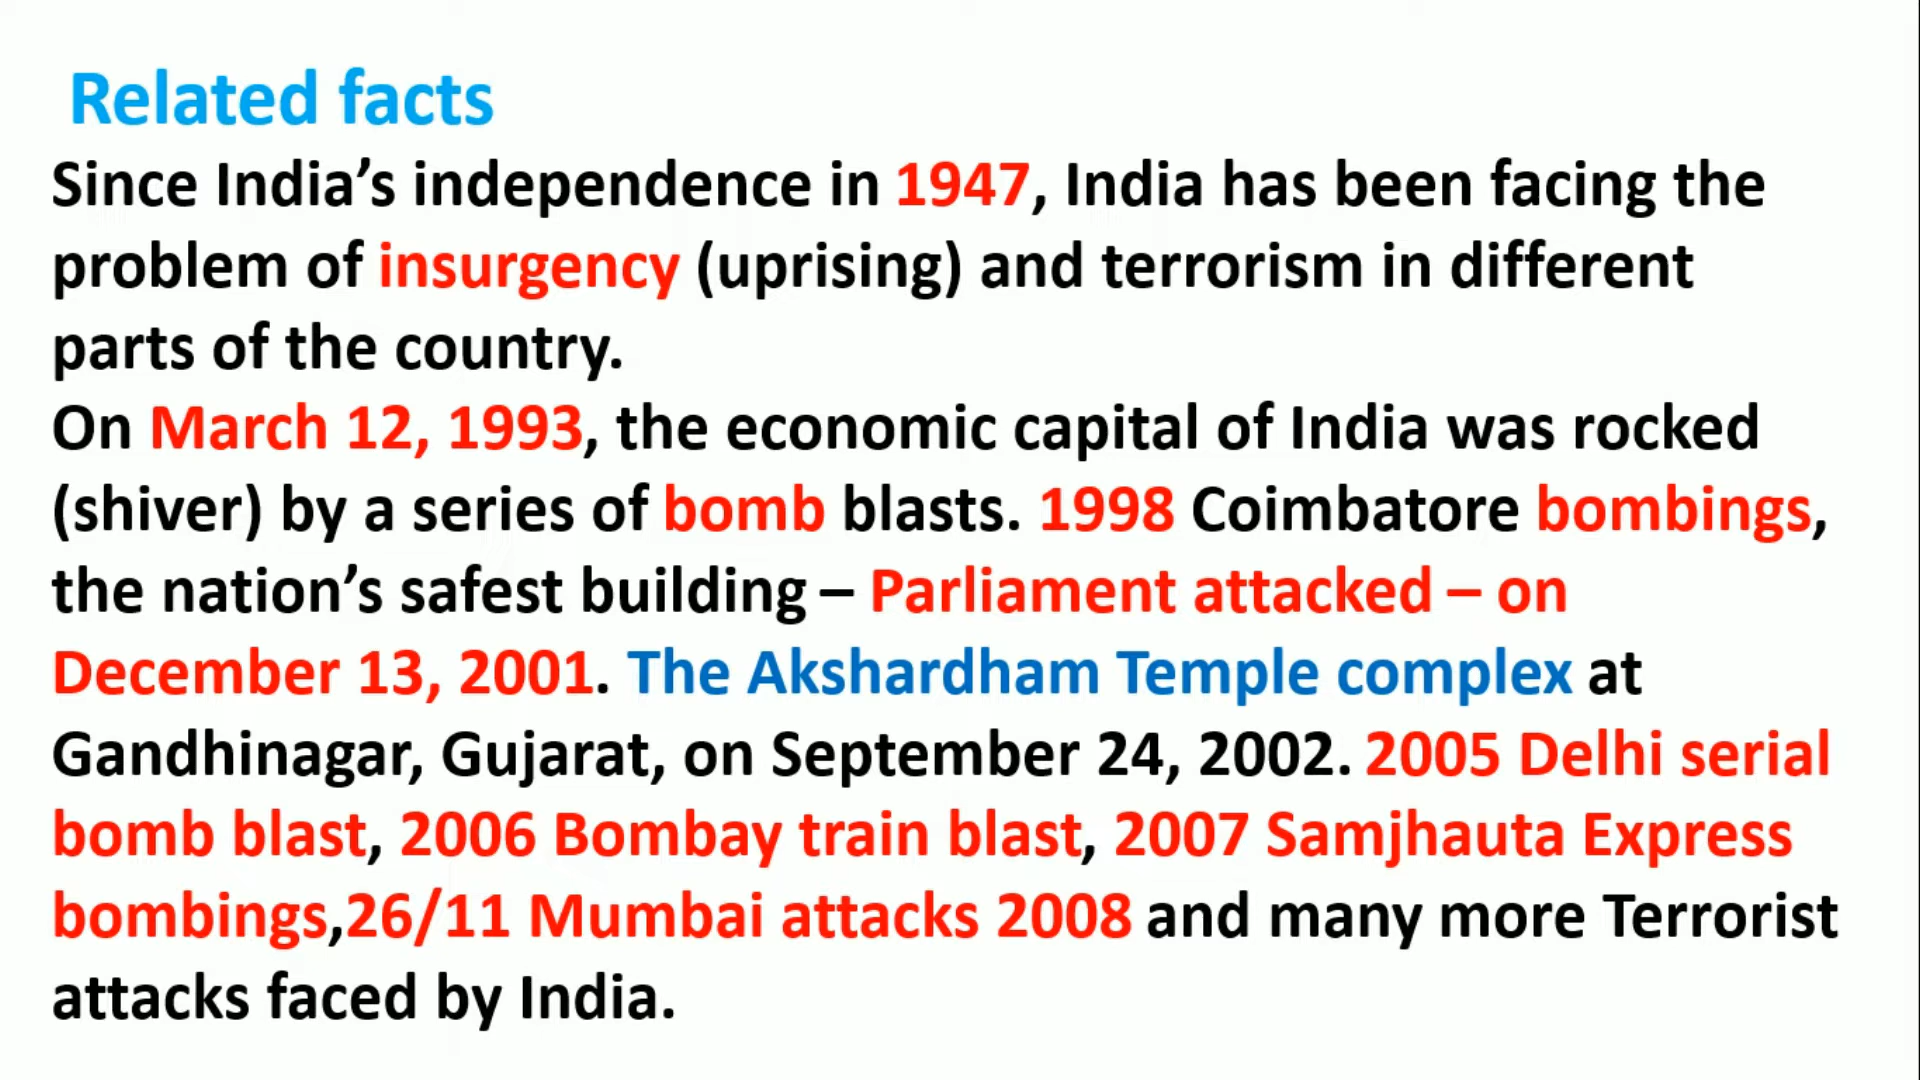 Related facts
Since India’s independence in 1947, India has been facing the
problem of insurgency (uprising) and terrorism in different
parts of the country.
On March 12, 1993, the economic capital of India was rocked
(shiver) by a series of bomb blasts. 1998 Coimbatore bombings,
the nation’s safest building – Parliament attacked – on
December 13, 2001. The Akshardham Temple complex at
Gandhinagar, Gujarat, on September 24, 2002. 2005 Delhi serial
bomb blast, 2006 Bombay train blast, 2007 Samjhauta Express
bombings,26/11 Mumbai attacks 2008 and many more Terrorist
attacks faced by India.